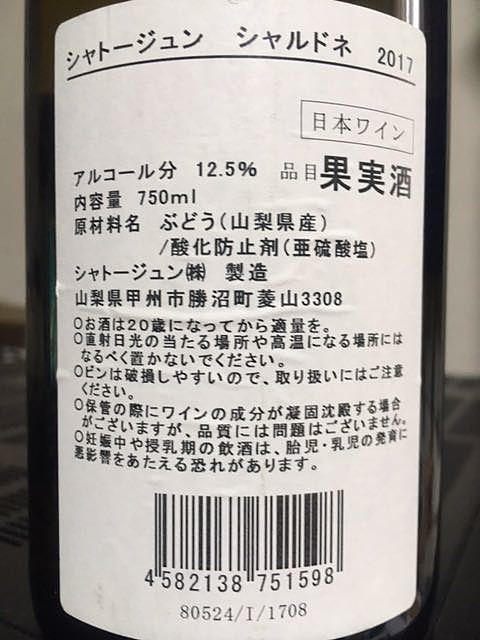 シャトージュン シャルドネ 2017
日本ワイン
アルコール分 12.5% 品目 果実酒
内容量 750ml
原材料名 ぶどう(山梨県産)
/酸化防止剤(亜硫酸塩)
シャトージュン㈱ 製造
山梨県甲州市勝沼町菱山3308
○お酒は20歳になってから適量を。
○直射日光の当たる場所や高温になる場所には
なるべく置かないでください。
○ビンは破損しやすいので、取り扱いにはご注意
ください。
○保管の際にワインの成分が凝固沈殿する場合
がございますが、品質には問題はございません。
○妊娠中や授乳期の飲酒は、胎児・乳児の発育に
悪影響をあたえる恐れがあります。
4 582138 751598
80524/I/1708